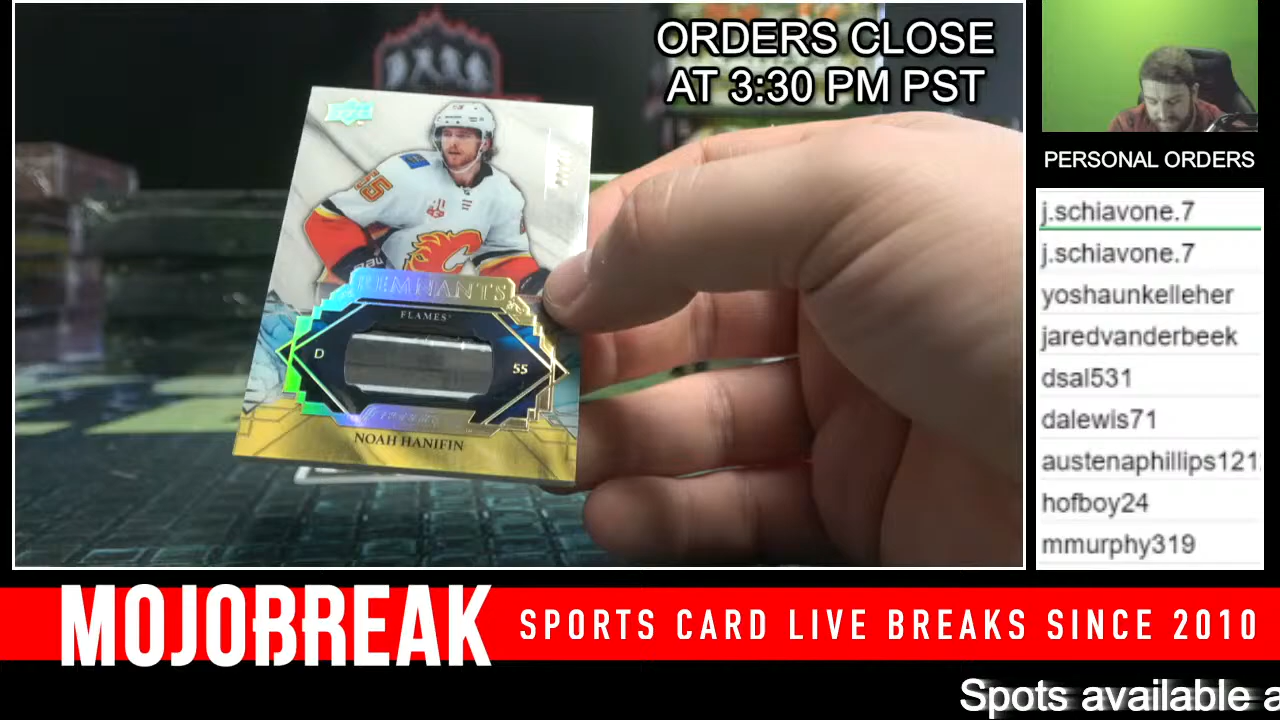 ORDERS CLOSE
AT 3:30 PM PST
55
REMNANTS
FLAMES
D
55
NOAH HANIFIN
PERSONAL ORDERS
j.schiavone.7
j.schiavone.7
yoshaunkelleher
jaredvanderbeek
dsal531
dalewis71
austenaphillips121
hofboy24
mmurphy319
MOJOBREAK
SPORTS CARD LIVE BREAKS SINCE 2010
Spots available a